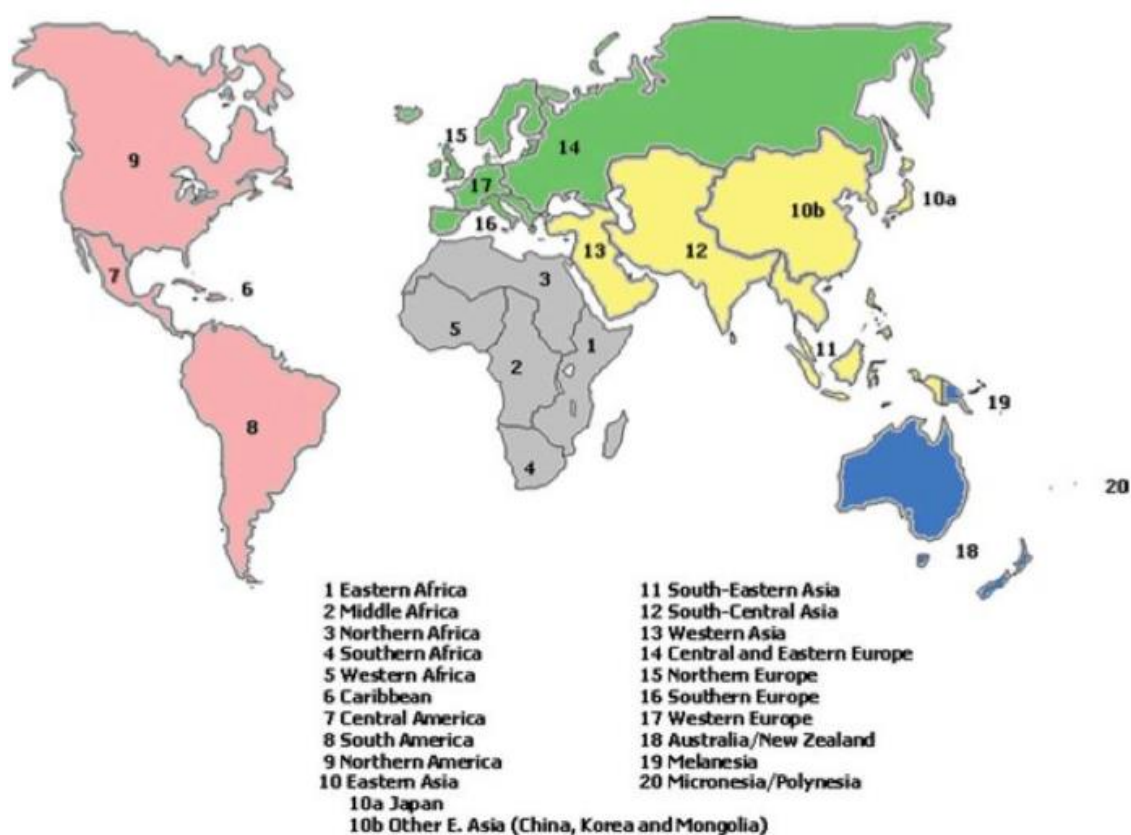 15
14
9
17
10b
10a
16
13
12
7
6
3
5
1
11
2
19
8
4
20
18
1 Eastern Africa
2 Middle Africa
3 Northern Africa
4 Southern Africa
5 Western Africa
6 Caribbean
7 Central America
8 South America
9 Northern America
10 Eastern Asia
10a Japan
10b Other E. Asia (China, Korea and Mongolia)
11 South-Eastern Asia
12 South-Central Asia
13 Western Asia
14 Central and Eastern Europe
15 Northern Europe
16 Southern Europe
17 Western Europe
18 Australia/New Zealand
19 Melanesia
20 Micronesia/Polynesia